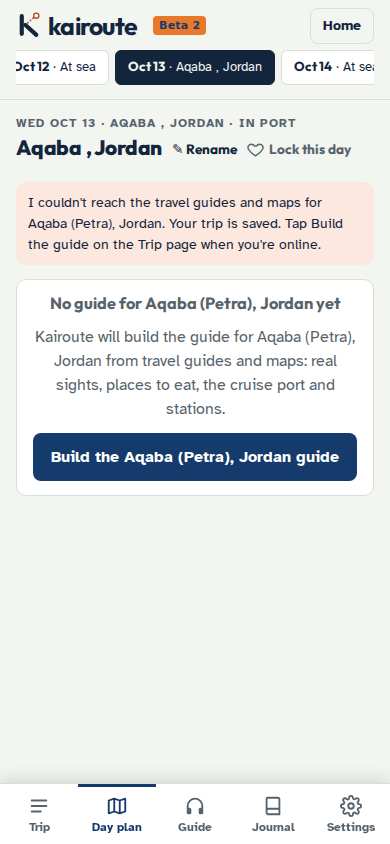 kairoute Beta 2 Home
Oct 12 · At sea Oct 13 · Aqaba , Jordan Oct 14 · At sea
WED OCT 13 · AQABA , JORDAN · IN PORT
Aqaba , Jordan ✎ Rename Lock this day
I couldn't reach the travel guides and maps for
Aqaba (Petra), Jordan. Your trip is saved. Tap Build
the guide on the Trip page when you're online.
No guide for Aqaba (Petra), Jordan yet
Kairoute will build the guide for Aqaba (Petra),
Jordan from travel guides and maps: real
sights, places to eat, the cruise port and
stations.
Build the Aqaba (Petra), Jordan guide
Trip Day plan Guide Journal Settings